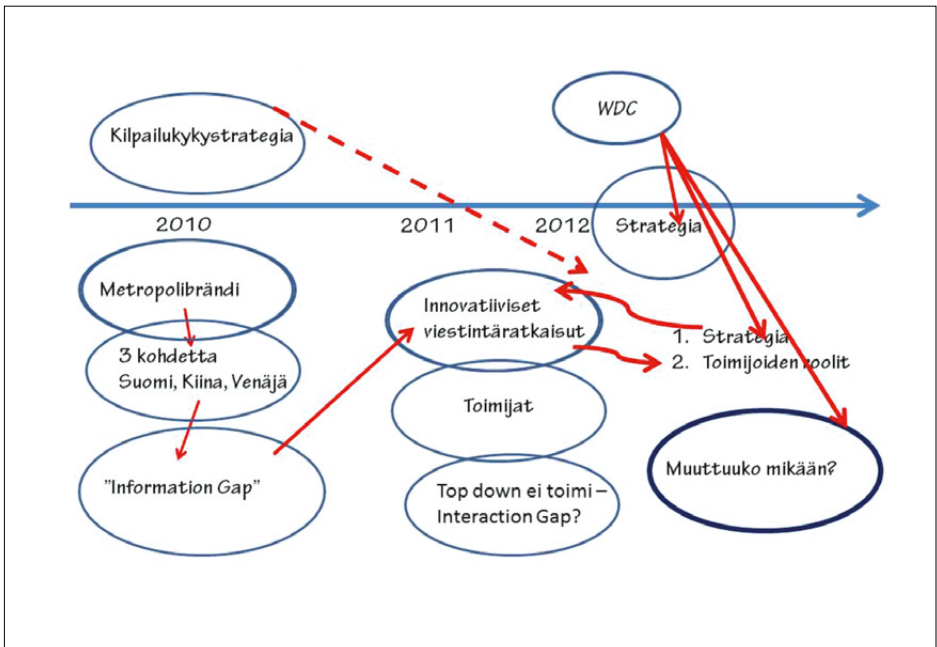 WDC
Kilpailukykystrategia
2010
2011
2012
Strategia
Metropolibrändi
3 kohdetta
Suomi, Kiina, Venäjä
"Information Gap"
Innovatiiviset
viestintäratkaisut
Toimijat
Top down ei toimi –
Interaction Gap?
1. Strategia
2. Toimijoiden roolit
Muuttuuko mikään?